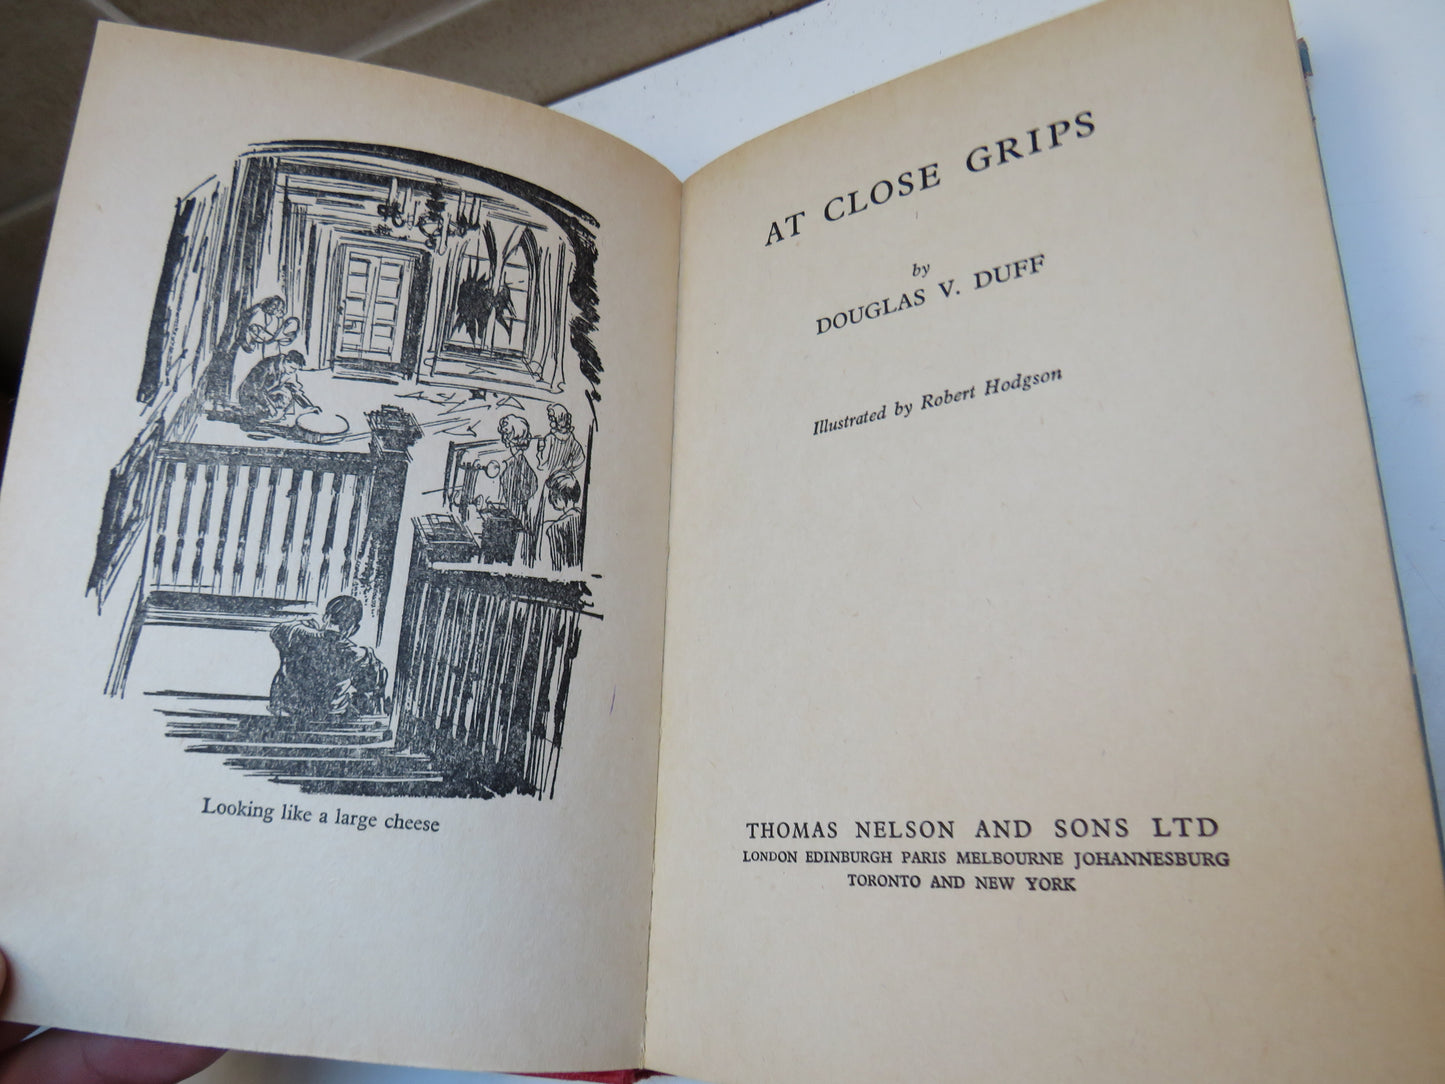 Looking like a large cheese
AT CLOSE GRIPS
by
DOUGLAS V. DUFF
Illustrated by Robert Hodgson
THOMAS NELSON AND SONS LTD
LONDON EDINBURGH PARIS MELBOURNE JOHANNESBURG
TORONTO AND NEW YORK